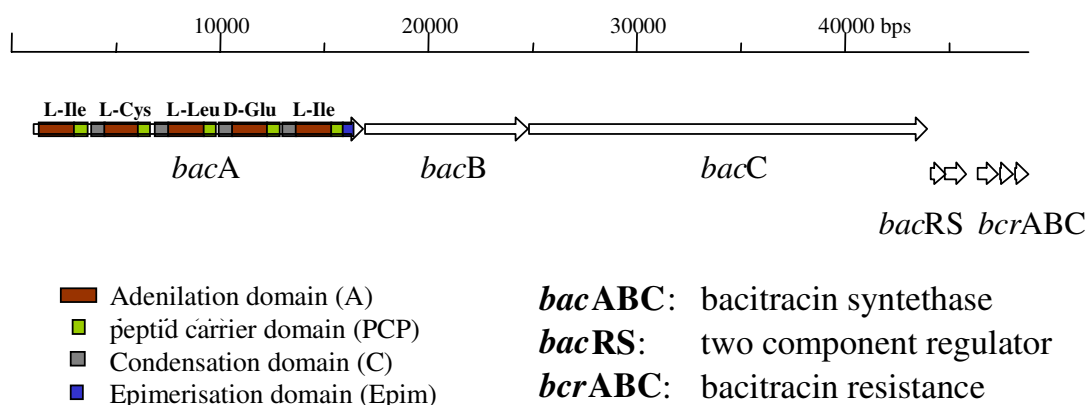 10000 20000 30000 40000 bps
L-Ile L-Cys L-Leu D-Glu L-Ile
bacA bacB bacC
bacRS bcrABC
Adenilation domain (A)
peptid carrier domain (PCP)
Condensation domain (C)
Epimerisation domain (Epim)
bacABC: bacitracin syntethase
bacRS: two component regulator
bcrABC: bacitracin resistance